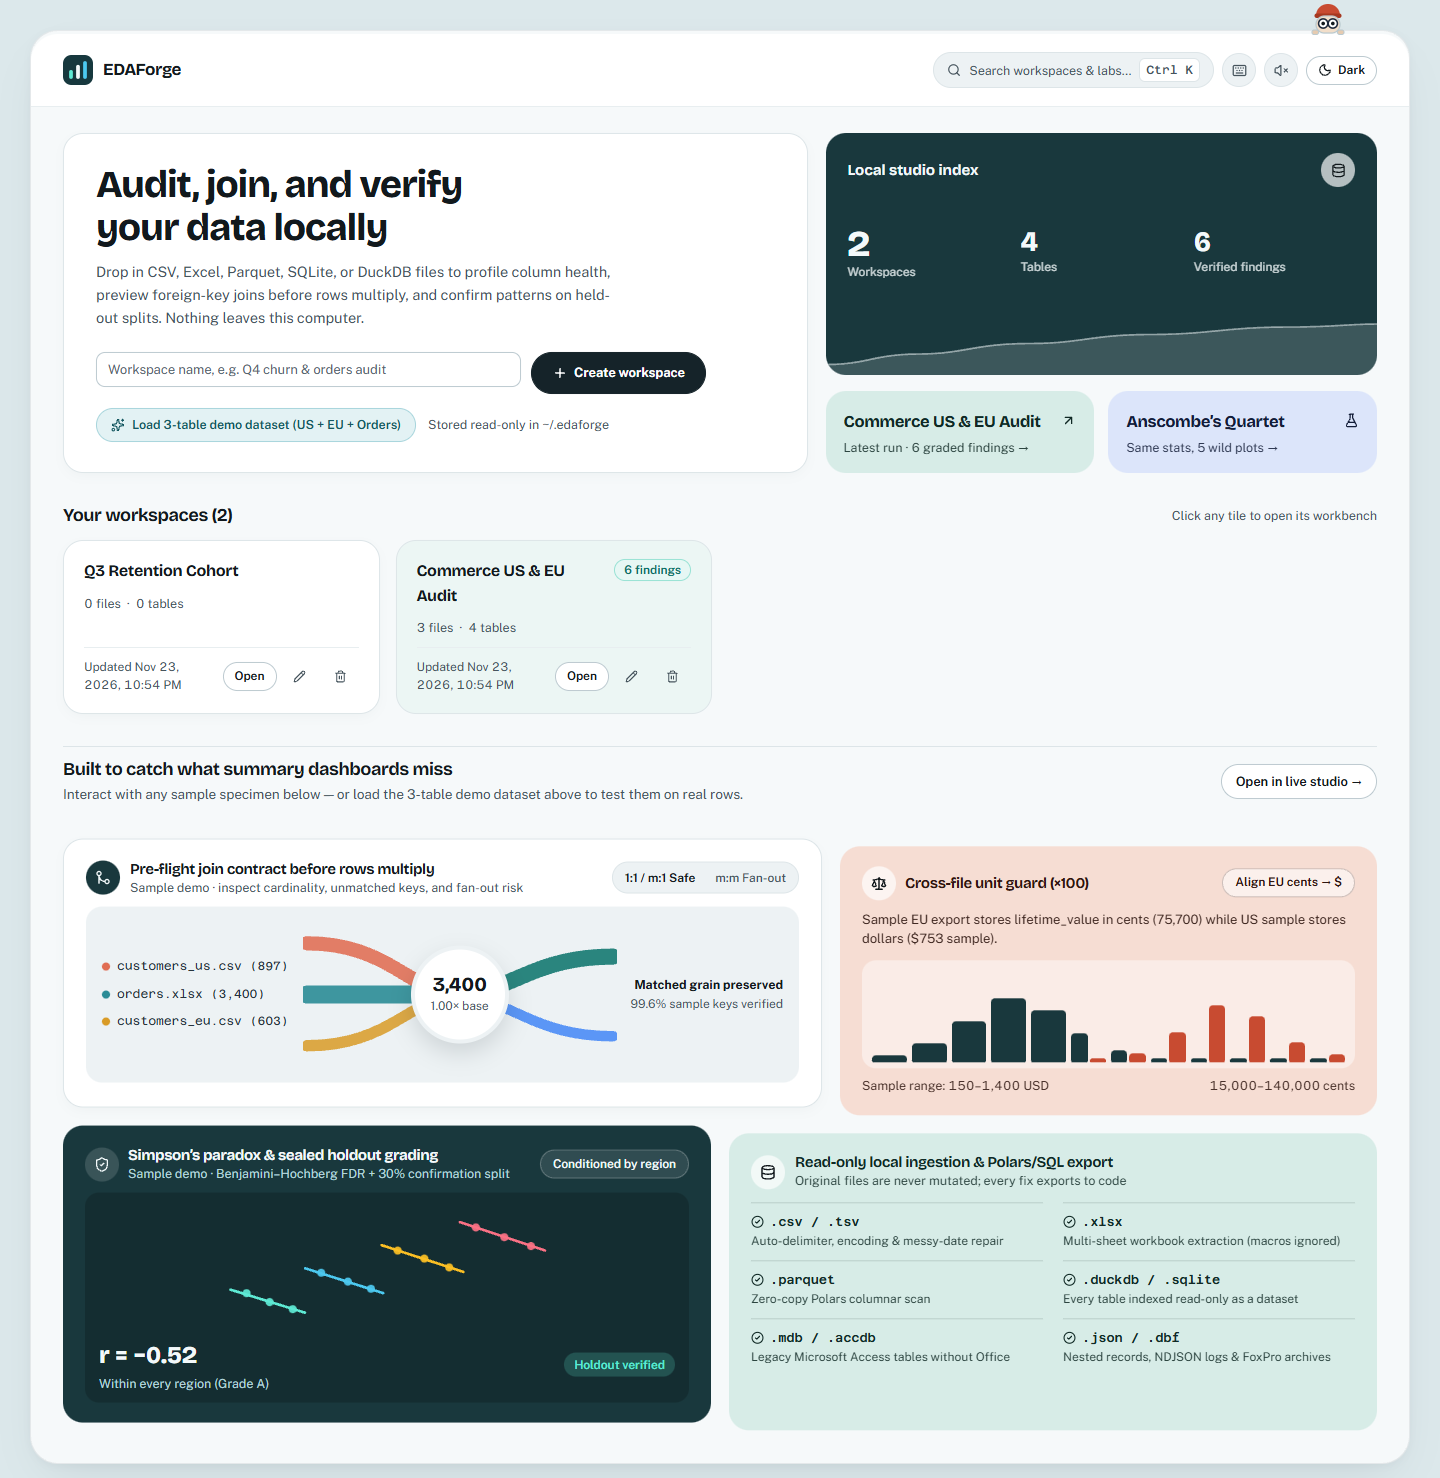 EDAForge
Search workspaces & labs...
Ctrl K
Dark
Audit, join, and verify
your data locally
Drop in CSV, Excel, Parquet, SQLite, or DuckDB files to profile column health,
preview foreign-key joins before rows multiply, and confirm patterns on held-
out splits. Nothing leaves this computer.
Workspace name, e.g. Q4 churn & orders audit
+ Create workspace
Load 3-table demo dataset (US + EU + Orders)
Stored read-only in ~/.edaforge
Local studio index
2
Workspaces
4
Tables
6
Verified findings
Commerce US & EU Audit
Latest run · 6 graded findings →
Anscombe's Quartet
Same stats, 5 wild plots →
Your workspaces (2)
Click any tile to open its workbench
Q3 Retention Cohort
0 files · 0 tables
Updated Nov 23,
2026, 10:54 PM
Open
Commerce US & EU
Audit
6 findings
3 files · 4 tables
Updated Nov 23,
2026, 10:54 PM
Open
Built to catch what summary dashboards miss
Interact with any sample specimen below — or load the 3-table demo dataset above to test them on real rows.
Open in live studio →
Pre-flight join contract before rows multiply
Sample demo · inspect cardinality, unmatched keys, and fan-out risk
1:1 / m:1 Safe
m:m Fan-out
customers_us.csv (897)
orders.xlsx (3,400)
customers_eu.csv (603)
3,400
1.00× base
Matched grain preserved
99.6% sample keys verified
Cross-file unit guard (×100)
Align EU cents → $
Sample EU export stores lifetime_value in cents (75,700) while US sample stores
dollars ($753 sample).
Sample range: 150–1,400 USD
15,000–140,000 cents
Simpson's paradox & sealed holdout grading
Sample demo · Benjamini–Hochberg FDR + 30% confirmation split
Conditioned by region
r = −0.52
Within every region (Grade A)
Holdout verified
Read-only local ingestion & Polars/SQL export
Original files are never mutated; every fix exports to code
.csv / .tsv
Auto-delimiter, encoding & messy-date repair
.xlsx
Multi-sheet workbook extraction (macros ignored)
.parquet
Zero-copy Polars columnar scan
.duckdb / .sqlite
Every table indexed read-only as a dataset
.mdb / .accdb
Legacy Microsoft Access tables without Office
.json / .dbf
Nested records, NDJSON logs & FoxPro archives